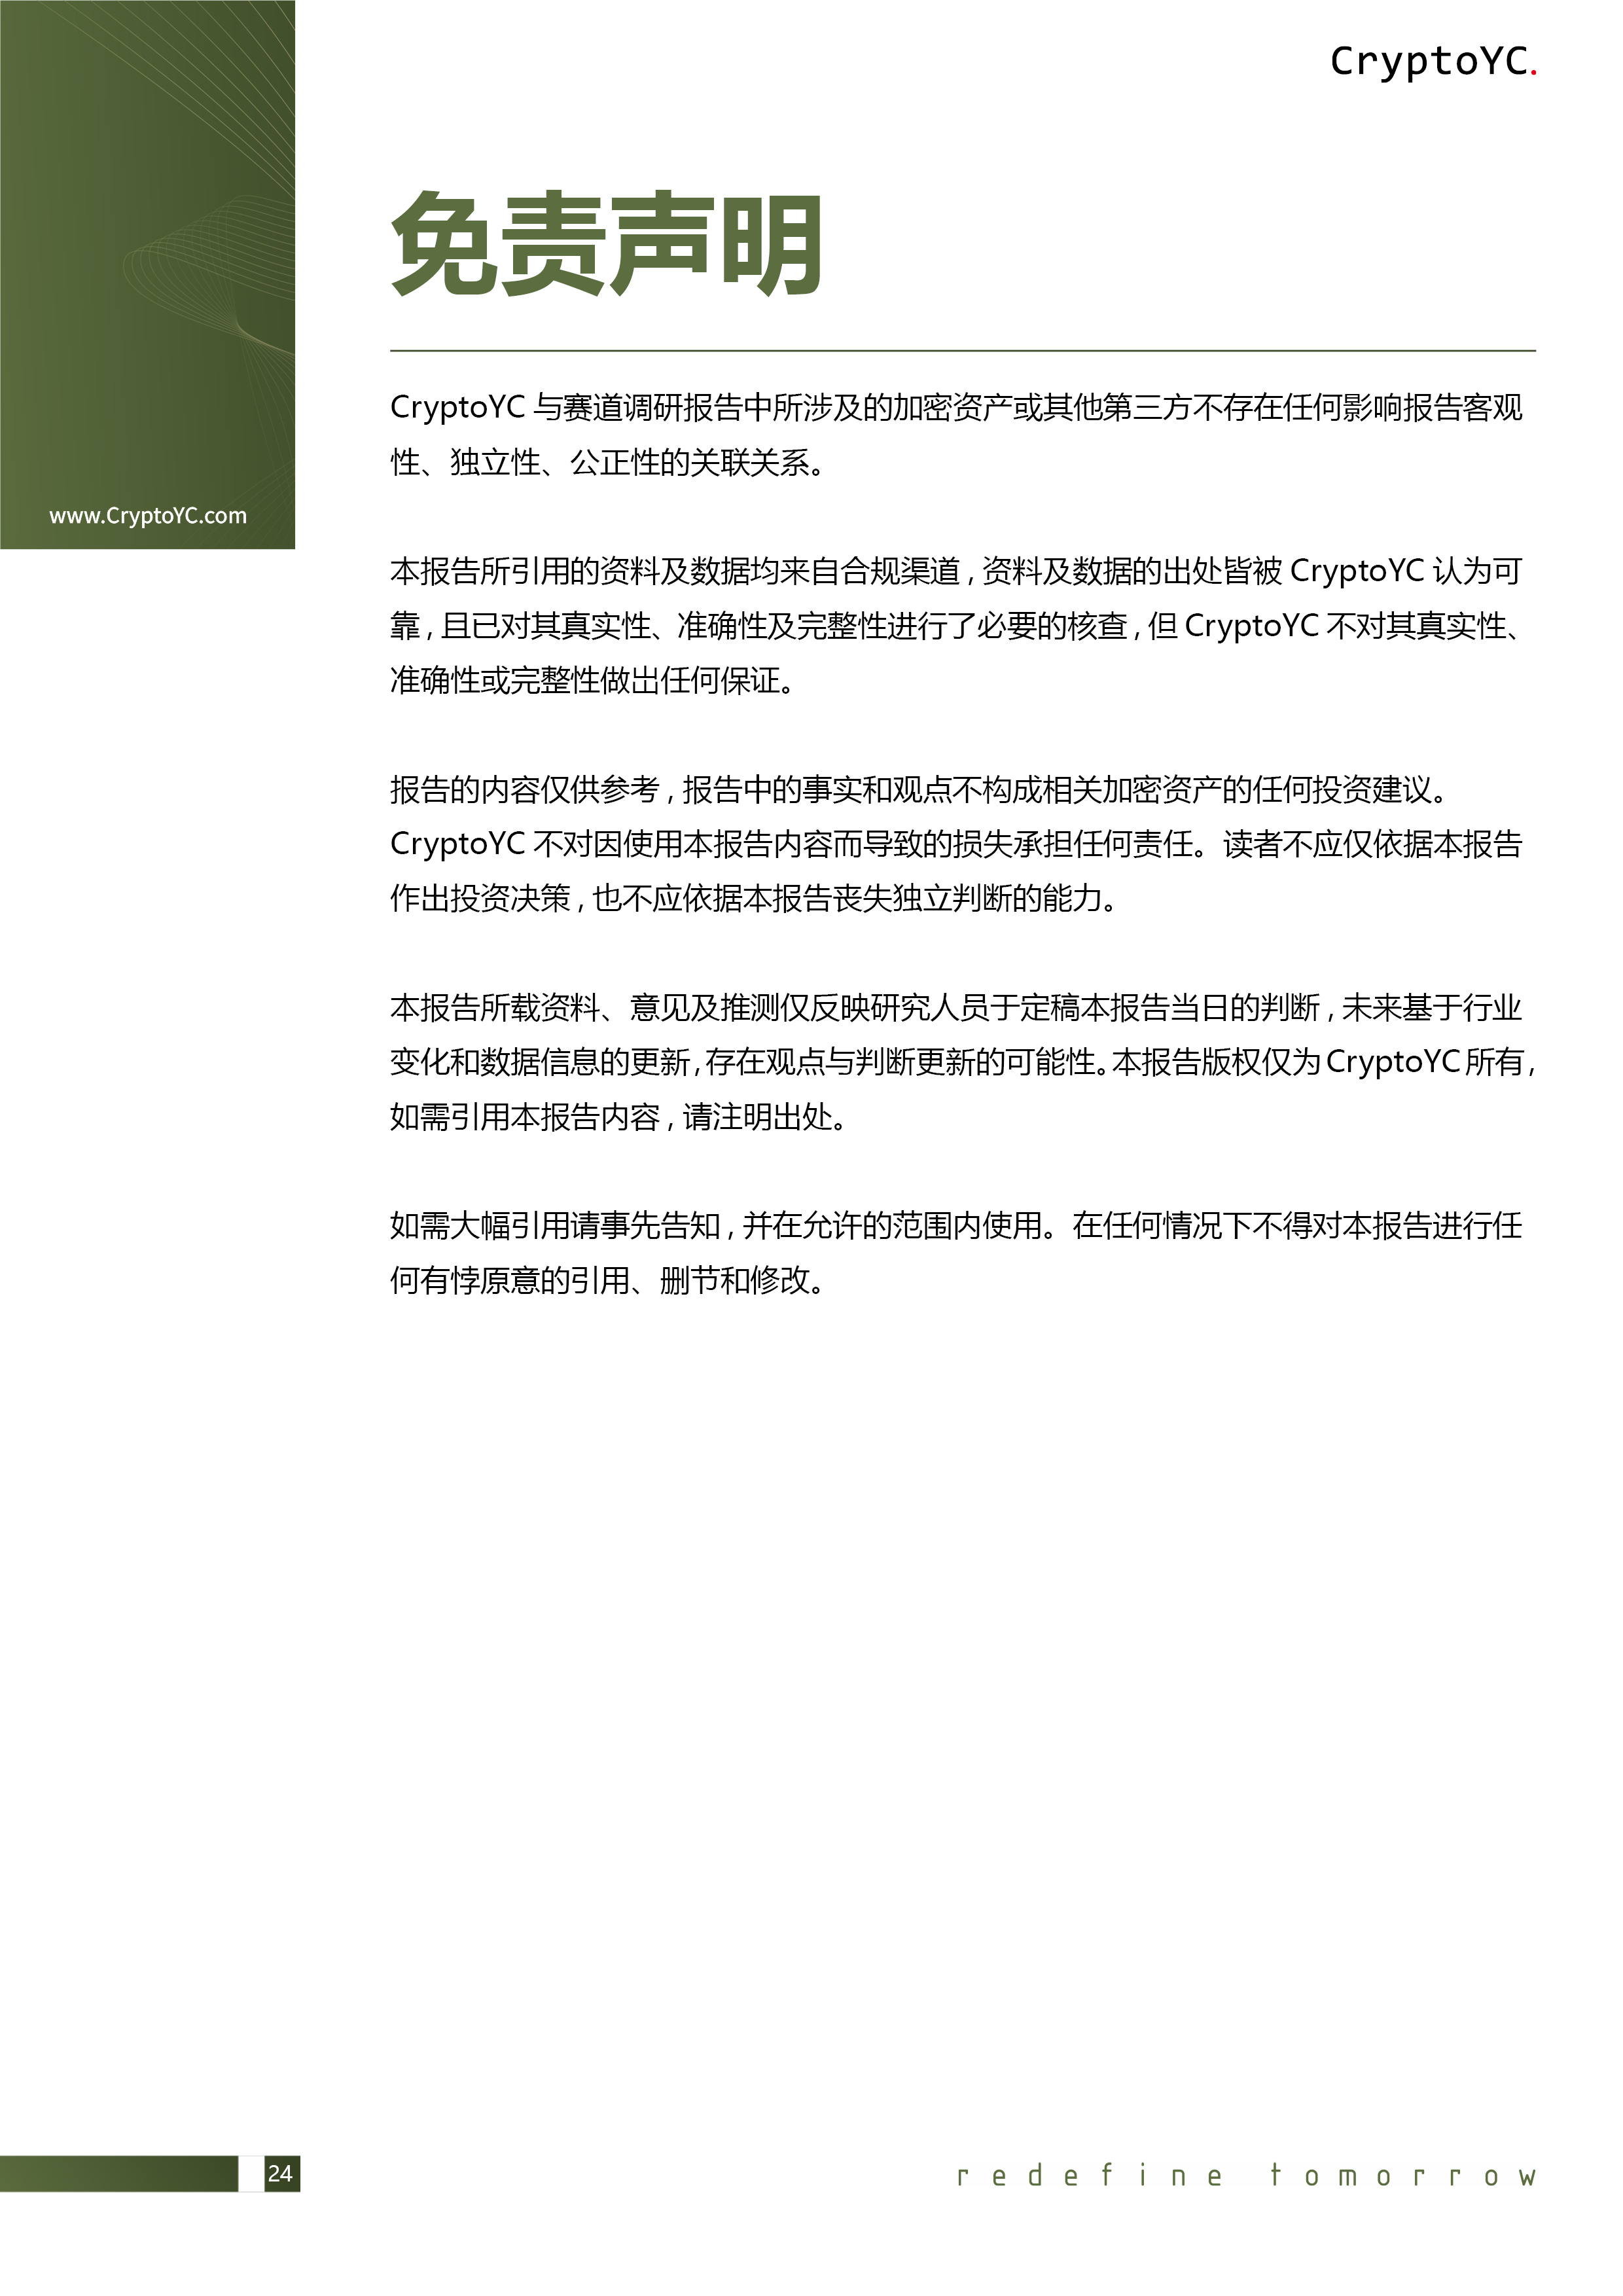 CryptoYC.
免责声明
www.CryptoYC.com
CryptoYC 与赛道调研报告中所涉及的加密资产或其他第三方不存在任何影响报告客观
性、独立性、公正性的关联关系。
本报告所引用的资料及数据均来自合规渠道，资料及数据的出处皆被 CryptoYC 认为可
靠，且已对其真实性、准确性及完整性进行了必要的核查，但 CryptoYC 不对其真实性、
准确性或完整性做出任何保证。
报告的内容仅供参考，报告中的事实和观点不构成相关加密资产的任何投资建议。
CryptoYC 不对因使用本报告内容而导致的损失承担任何责任。读者不应仅依据本报告
作出投资决策，也不应依据本报告丧失独立判断的能力。
本报告所载资料、意见及推测仅反映研究人员于定稿本报告当日的判断，未来基于行业
变化和数据信息的更新，存在观点与判断更新的可能性。本报告版权仅为 CryptoYC 所有，
如需引用本报告内容，请注明出处。
如需大幅引用请事先告知，并在允许的范围内使用。在任何情况下不得对本报告进行任
何有悖原意的引用、删节和修改。
24
redefine tomorrow